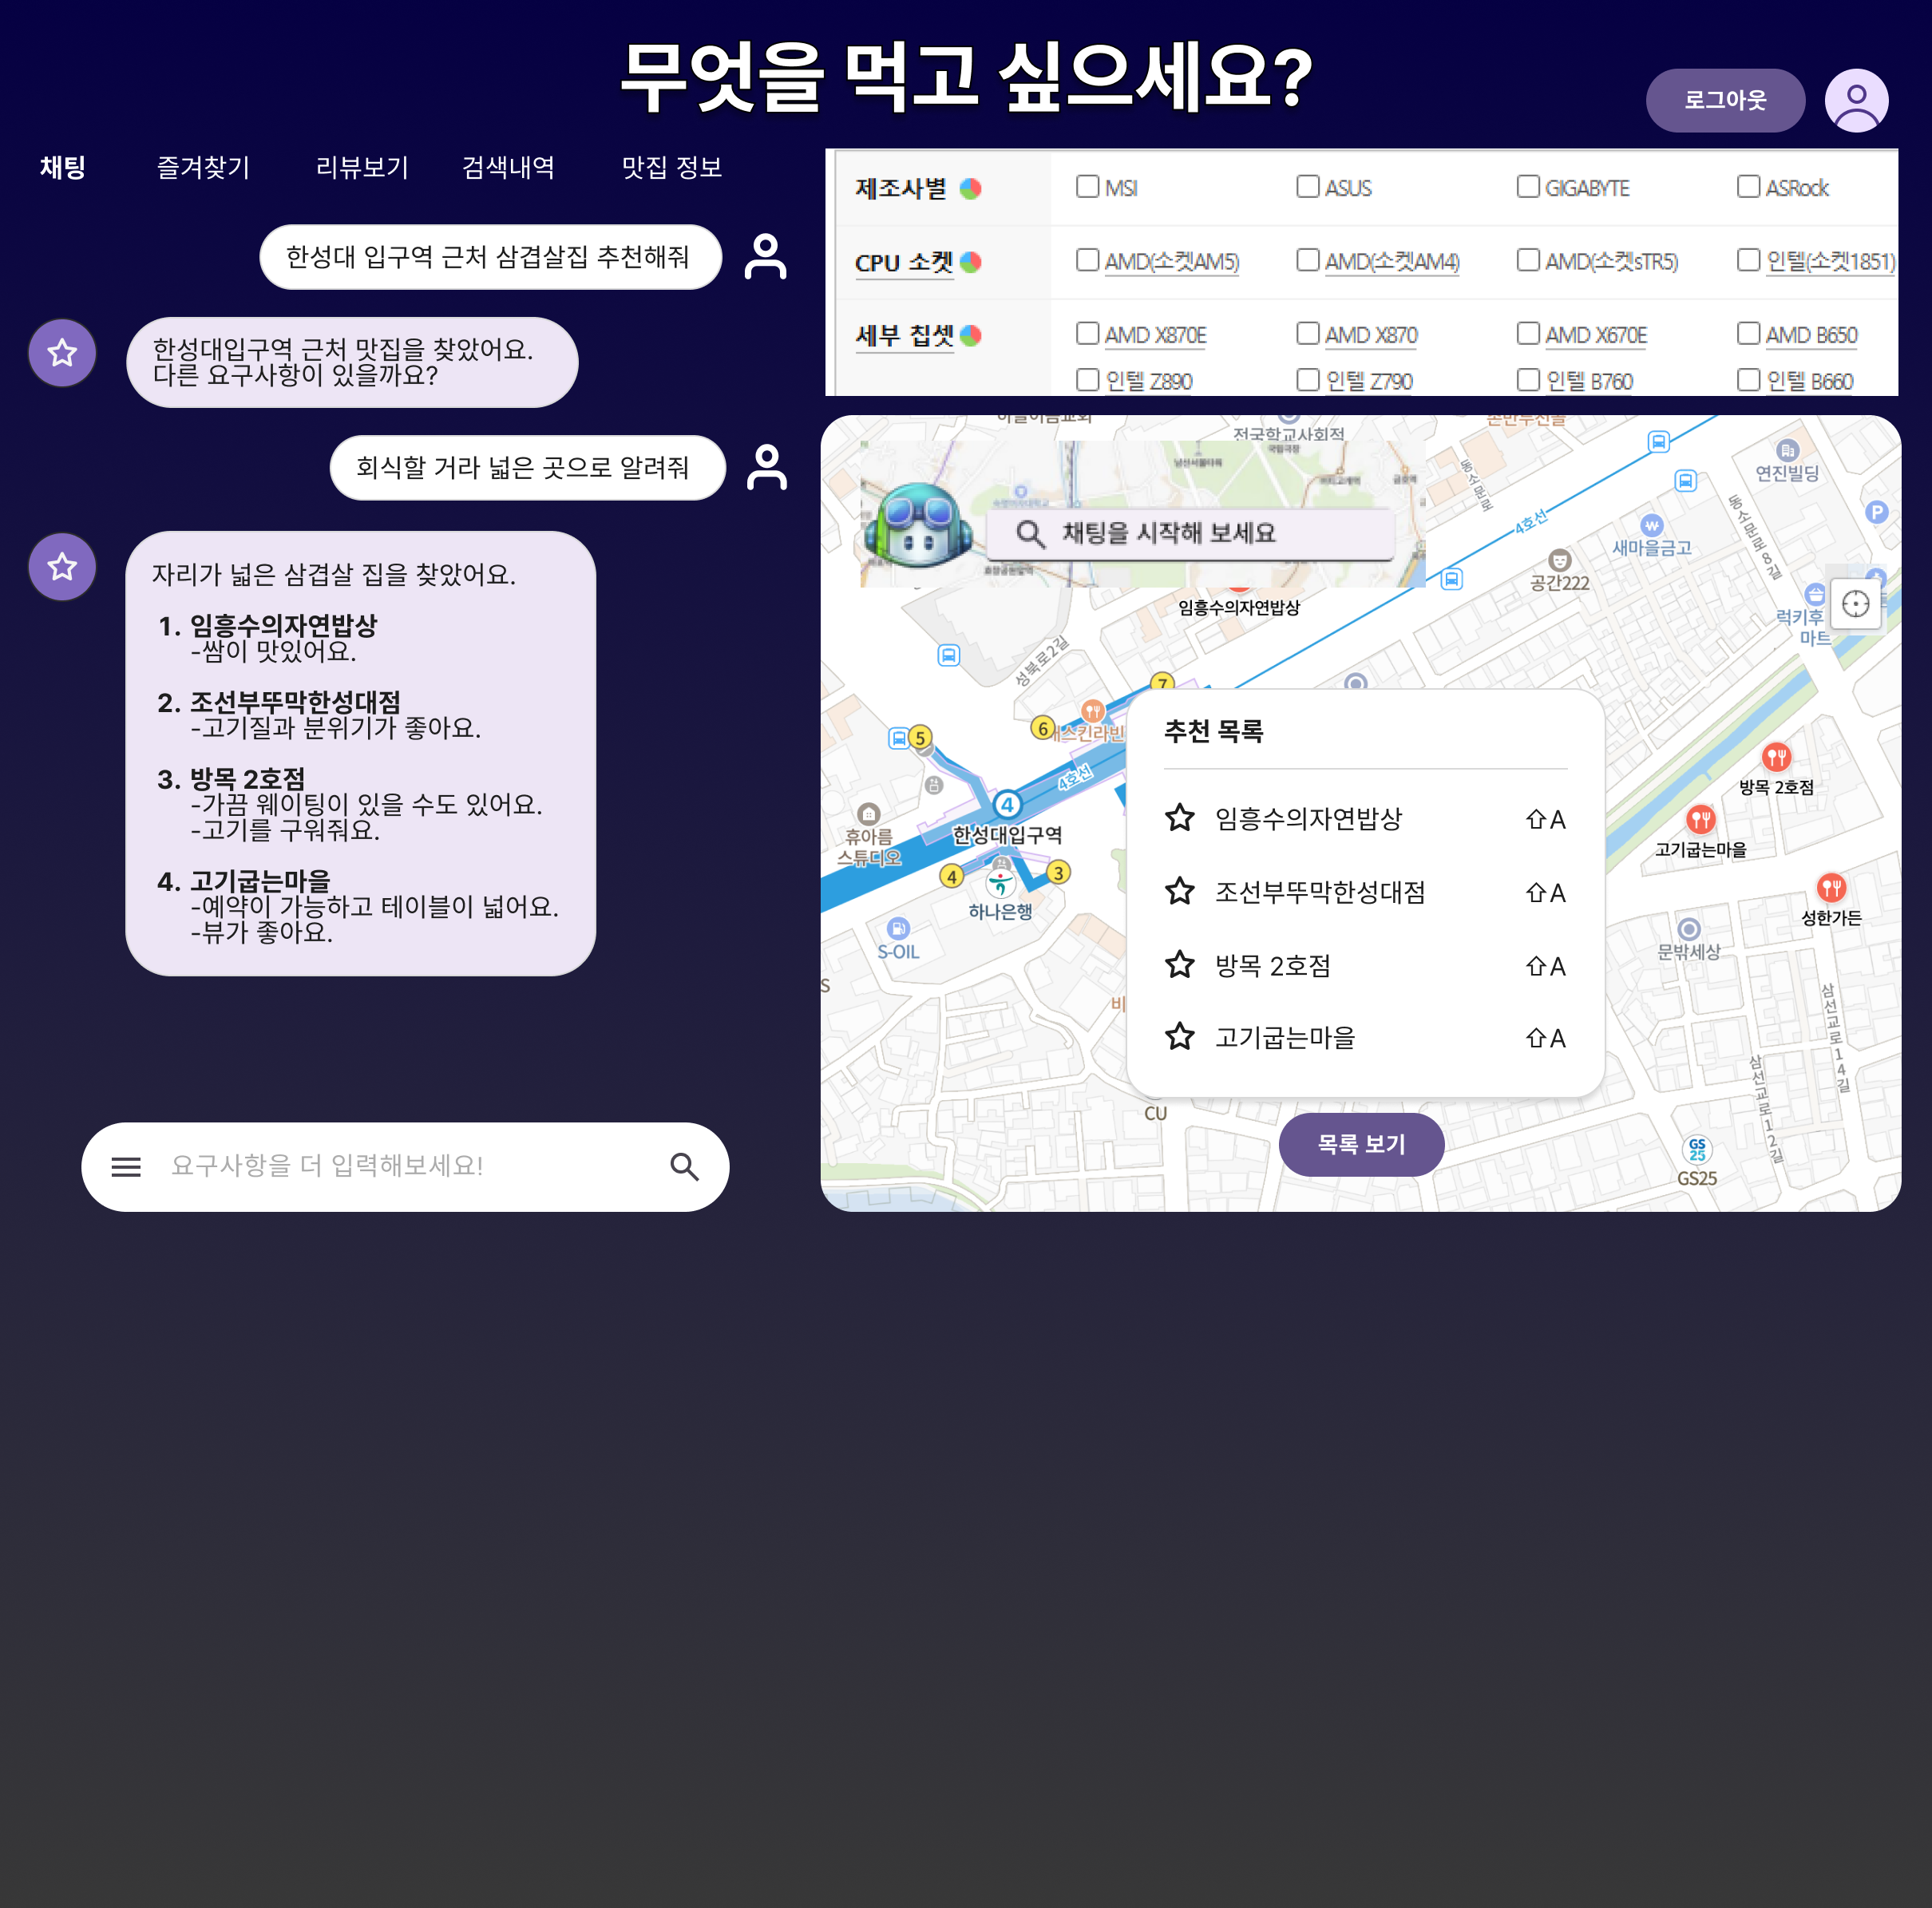 무엇을 먹고 싶으세요?
로그아웃
채팅
즐겨찾기
리뷰보기
검색내역
맛집 정보
한성대 입구역 근처 삼겹살집 추천해줘
한성대입구역 근처 맛집을 찾았어요.
다른 요구사항이 있을까요?
회식할 거라 넓은 곳으로 알려줘
자리가 넓은 삼겹살 집을 찾았어요.
1. 임흥수의자연밥상
-쌈이 맛있어요.
2. 조선부뚜막한성대점
-고기질과 분위기가 좋아요.
3. 방목 2호점
-가끔 웨이팅이 있을 수도 있어요.
-고기를 구워줘요.
4. 고기굽는마을
-예약이 가능하고 테이블이 넓어요.
-뷰가 좋아요.
요구사항을 더 입력해보세요!
제조사별 MSI ASUS GIGABYTE ASRock
CPU 소켓 AMD(소켓AM5) AMD(소켓AM4) AMD(소켓sTR5) 인텔(소켓1851)
세부 칩셋 AMD X870E AMD X870 AMD X670E AMD B650
인텔 Z890 인텔 Z790 인텔 B760 인텔 B660
전국학교사회적
연진빌딩
P
동소문로
4호선
동소문로8길
새마을금고
공간222
채팅을 시작해 보세요
임흥수의자연밥상
럭키후
마트
성북로2길
7
6
5
배스킨라빈
4호선
4
한성대입구역
휴아름
스튜디오
4
3
하나은행
S-OIL
S
비
CU
방목 2호점
고기굽는마을
성한가든
문밖세상
삼선교로14길
삼선교로12길
GS
25
GS25
추천 목록
임흥수의자연밥상 A
조선부뚜막한성대점 A
방목 2호점 A
고기굽는마을 A
목록 보기